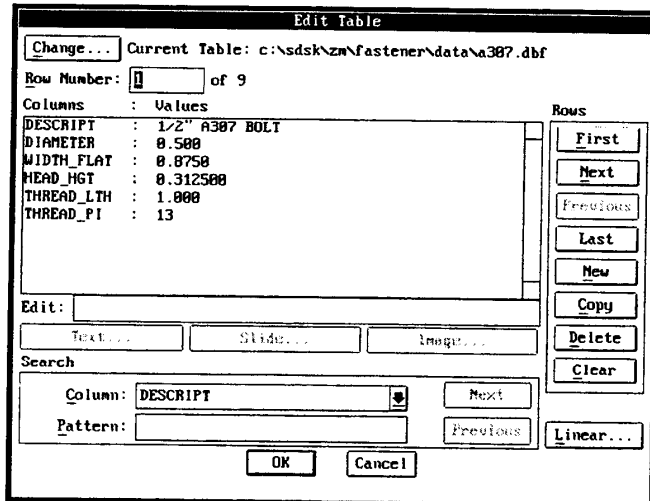 Edit Table
Change... Current Table: c:\sdsk\zm\fastener\data\a307.dbf
Row Number: 1 of 9
Columns : Values
DESCRIPT : 1/2" A307 BOLT
DIAMETER : 0.500
WIDTH_FLAT : 0.8750
HEAD_HGT : 0.312500
THREAD_LTH : 1.000
THREAD_PI : 13
Edit:
Text... Slide... Image...
Rows
First
Next
Previous
Last
New
Copy
Delete
Clear
Linear...
Search
Column: DESCRIPT Next
Pattern: Previous
OK Cancel